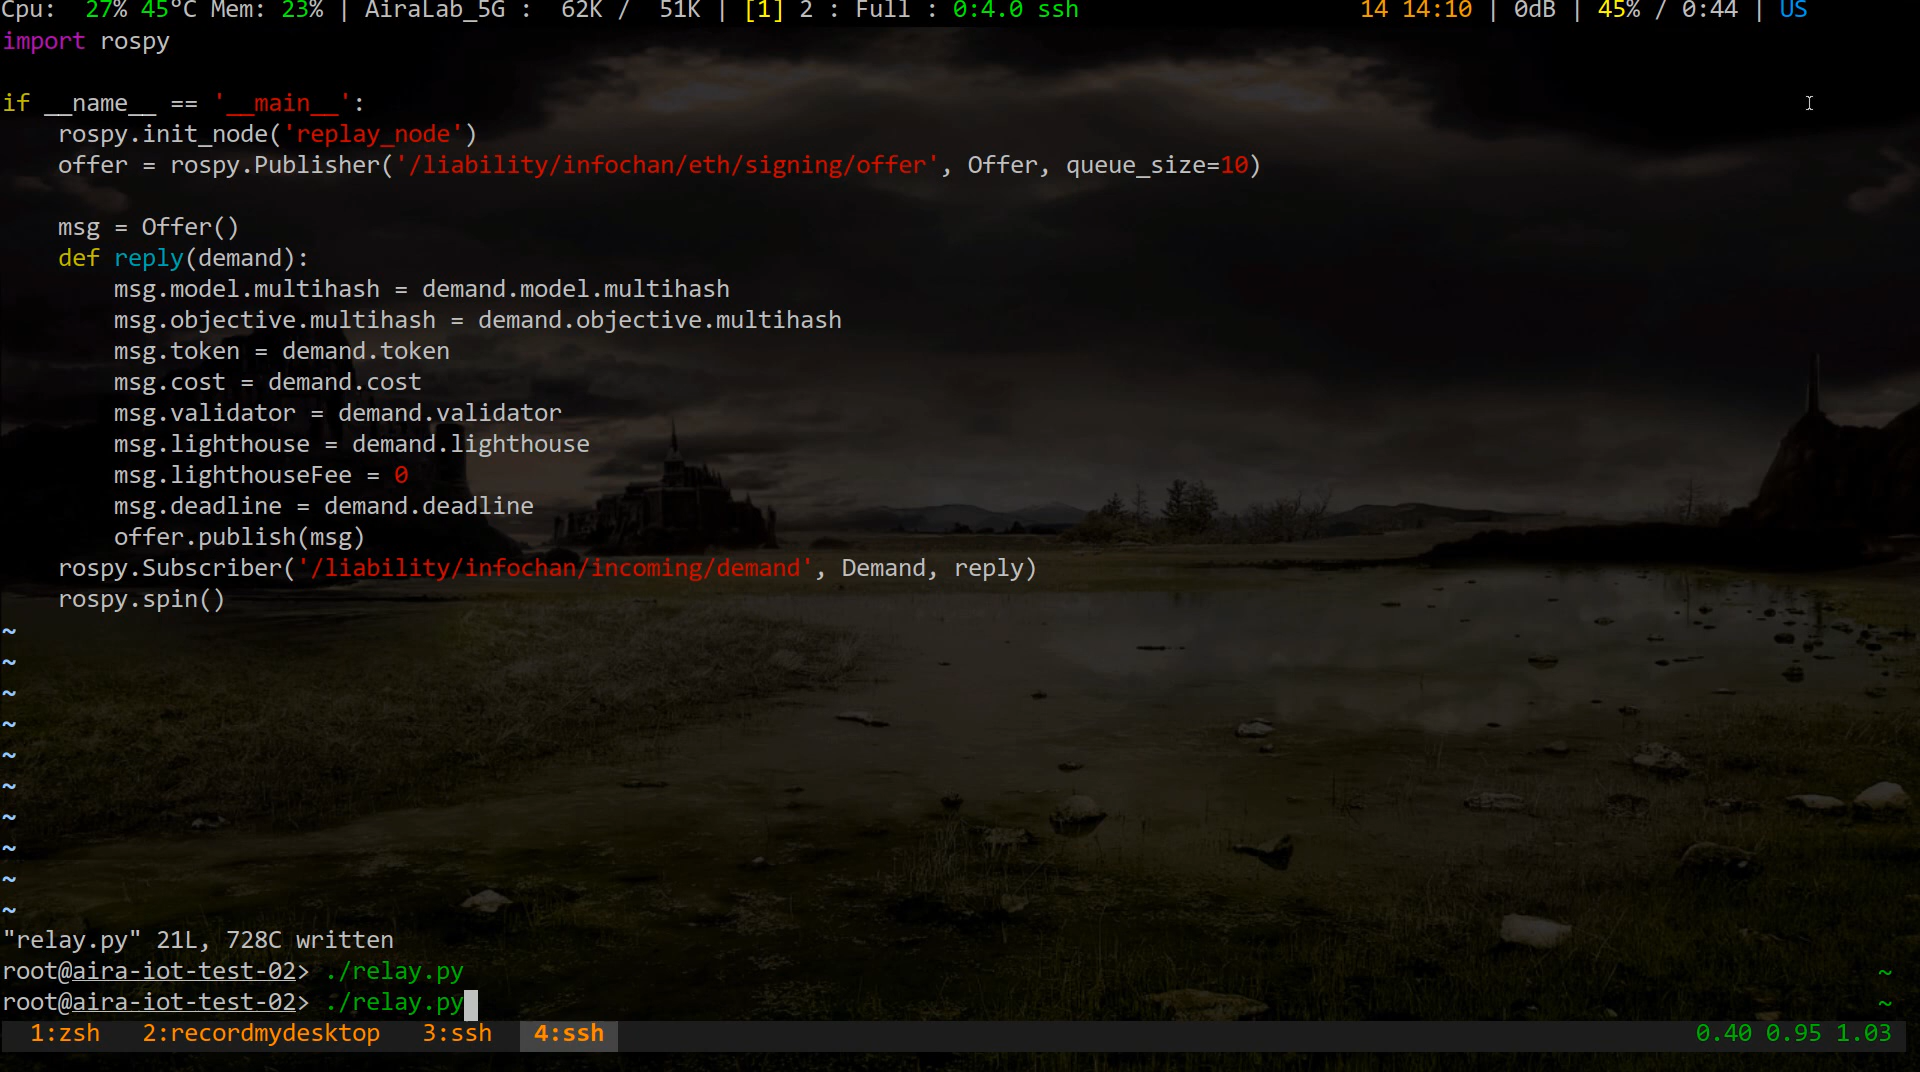 Cpu:  27% 45°C Mem: 23% | AiraLab_5G :  62K /  51K | [1] 2 : Full : 0:4.0 ssh 14 14:10 | 0dB | 45% / 0:44 | US
import rospy
if __name__ == '__main__':
    rospy.init_node('replay_node')
    offer = rospy.Publisher('/liability/infochan/eth/signing/offer', Offer, queue_size=10)
    msg = Offer()
    def reply(demand):
        msg.model.multihash = demand.model.multihash
        msg.objective.multihash = demand.objective.multihash
        msg.token = demand.token
        msg.cost = demand.cost
        msg.validator = demand.validator
        msg.lighthouse = demand.lighthouse
        msg.lighthouseFee = 0
        msg.deadline = demand.deadline
        offer.publish(msg)
    rospy.Subscriber('/liability/infochan/incoming/demand', Demand, reply)
    rospy.spin()
~
~
~
~
~
~
~
~
~
~
"relay.py" 21L, 728C written
root@aira-iot-test-02> ./relay.py ~
root@aira-iot-test-02> ./relay.py ~
1:zsh 2:recordmydesktop 3:ssh 4:ssh 0.40 0.95 1.03